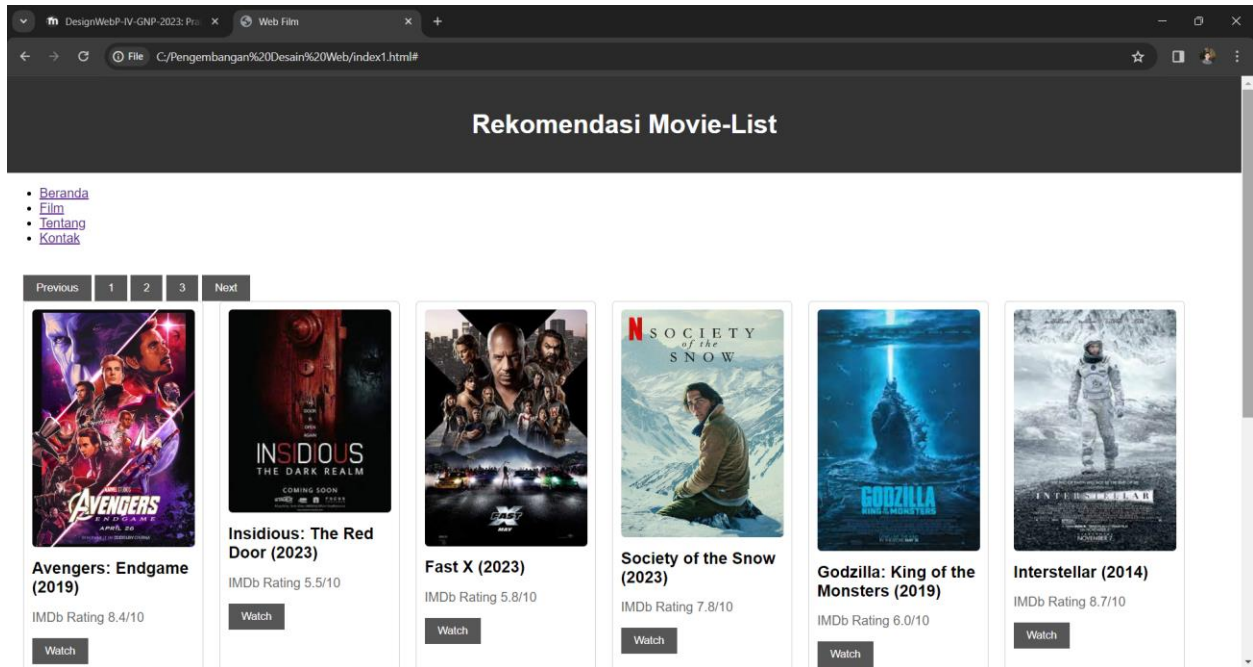 DesignWebP-IV-GNP-2023: Pra
Web Film
File
C:/Pengembangan%20Desain%20Web/index1.html#
Rekomendasi Movie-List
Beranda
Film
Tentang
Kontak
Previous 1 2 3 Next
AVENGERS
ENDGAME
APRIL 26
Avengers: Endgame
(2019)
IMDb Rating 8.4/10
Watch
INSIDIOUS
THE DARK REALM
COMING SOON
Insidious: The Red
Door (2023)
IMDb Rating 5.5/10
Watch
FAST X
MAY
Fast X (2023)
IMDb Rating 5.8/10
Watch
N
SOCIETY
of the
SNOW
Society of the Snow
(2023)
IMDb Rating 7.8/10
Watch
GODZILLA
KING OF THE MONSTERS
Godzilla: King of the
Monsters (2019)
IMDb Rating 6.0/10
Watch
INTERSTELLAR
NOVEMBER 7
Interstellar (2014)
IMDb Rating 8.7/10
Watch